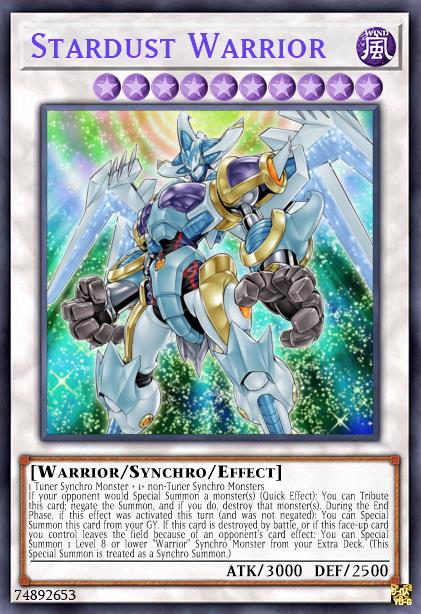 STARDUST WARRIOR
WIND
風
[WARRIOR/SYNCHRO/EFFECT]
1 Tuner Synchro Monster + 1+ non-Tuner Synchro Monsters
If your opponent would Special Summon a monster(s) (Quick Effect): You can Tribute
this card; negate the Summon, and if you do, destroy that monster(s). During the End
Phase, if this effect was activated this turn (and was not negated): You can Special
Summon this card from your GY. If this card is destroyed by battle, or if this face-up card
you control leaves the field because of an opponent's card effect: You can Special
Summon 1 Level 8 or lower "Warrior" Synchro Monster from your Extra Deck. (This
Special Summon is treated as a Synchro Summon.)
ATK/3000 DEF/2500
74892653